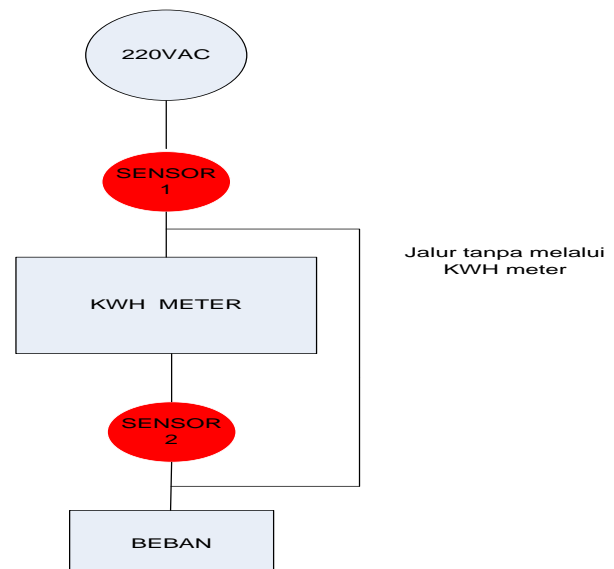 220VAC
SENSOR
1
Jalur tanpa melalui
KWH meter
KWH  METER
SENSOR
2
BEBAN